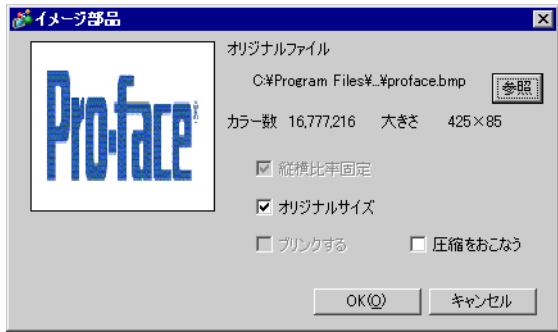 イメージ部品
オリジナルファイル
C:¥Program Files¥...¥proface.bmp
参照
Pro-face
カラー数 16,777,216 大きさ 425×85
縦横比率固定
オリジナルサイズ
ブリンクする 圧縮をおこなう
OK(O) キャンセル